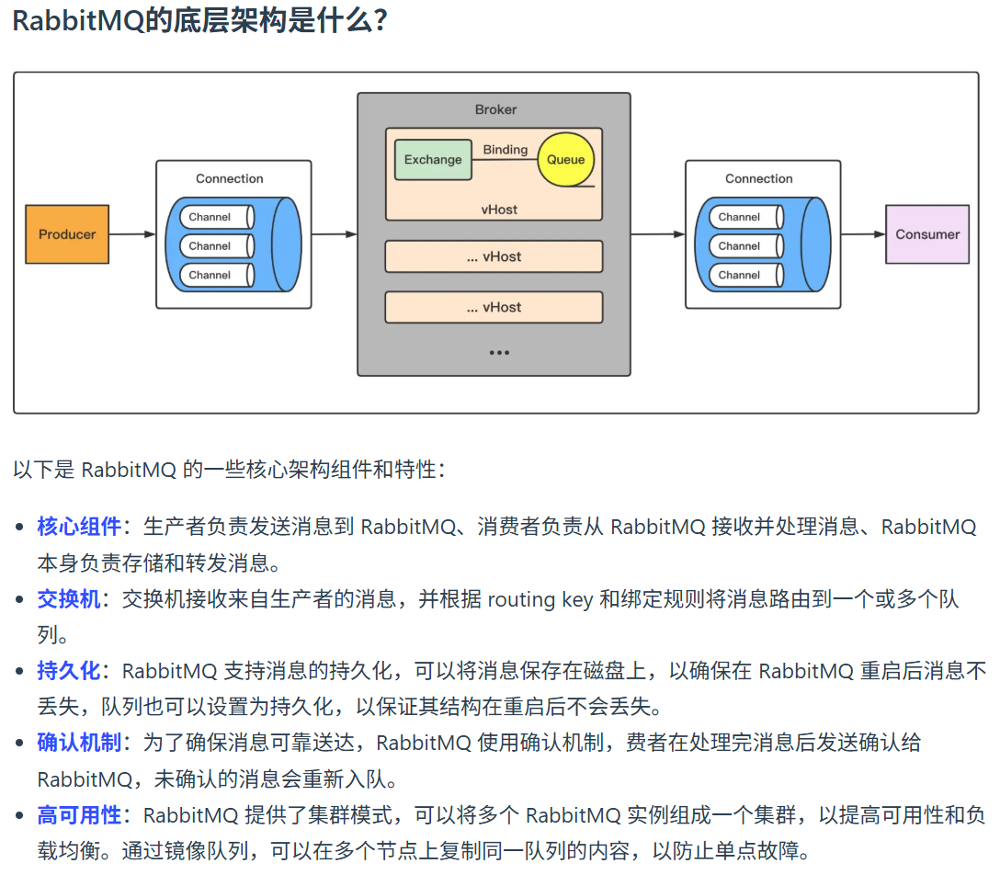 RabbitMQ的底层架构是什么？
Broker
Exchange
Binding
Queue
vHost
... vHost
... vHost
•••
Connection
Channel
Channel
Channel
Producer
Connection
Channel
Channel
Channel
Consumer
以下是 RabbitMQ 的一些核心架构组件和特性：
• 核心组件：生产者负责发送消息到 RabbitMQ、消费者负责从 RabbitMQ 接收并处理消息、RabbitMQ
本身负责存储和转发消息。
• 交换机：交换机接收来自生产者的消息，并根据 routing key 和绑定规则将消息路由到一个或多个队
列。
• 持久化：RabbitMQ 支持消息的持久化，可以将消息保存在磁盘上，以确保在 RabbitMQ 重启后消息不
丢失，队列也可以设置为持久化，以保证其结构在重启后不会丢失。
• 确认机制：为了确保消息可靠送达，RabbitMQ 使用确认机制，费者在处理完消息后发送确认给
RabbitMQ，未确认的消息会重新入队。
• 高可用性：RabbitMQ 提供了集群模式，可以将多个 RabbitMQ 实例组成一个集群，以提高可用性和负
载均衡。通过镜像队列，可以在多个节点上复制同一队列的内容，以防止单点故障。